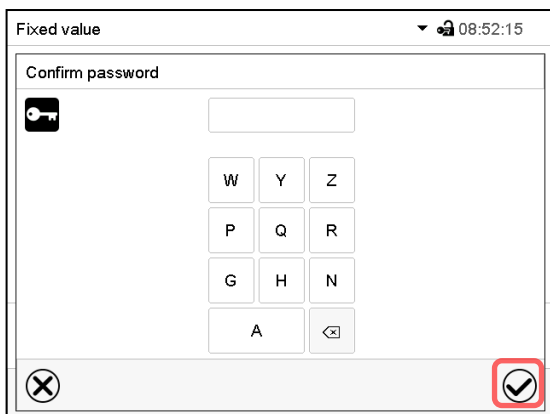 Fixed value 08:52:15
Confirm password
W Y Z
P Q R
G H N
A